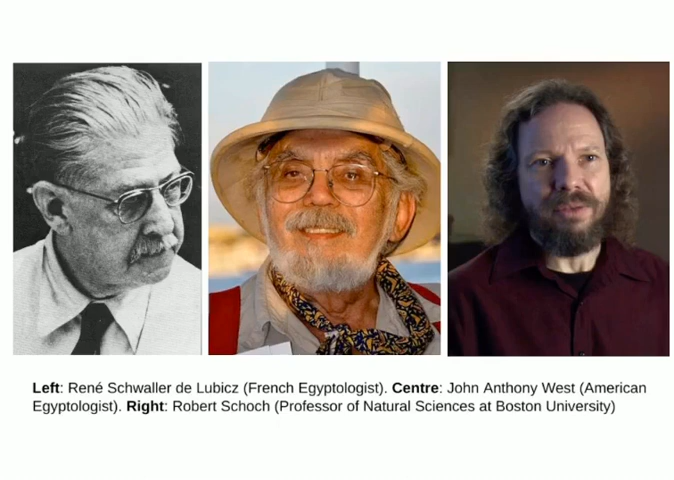 Left: René Schwaller de Lubicz (French Egyptologist). Centre: John Anthony West (American
Egyptologist). Right: Robert Schoch (Professor of Natural Sciences at Boston University)